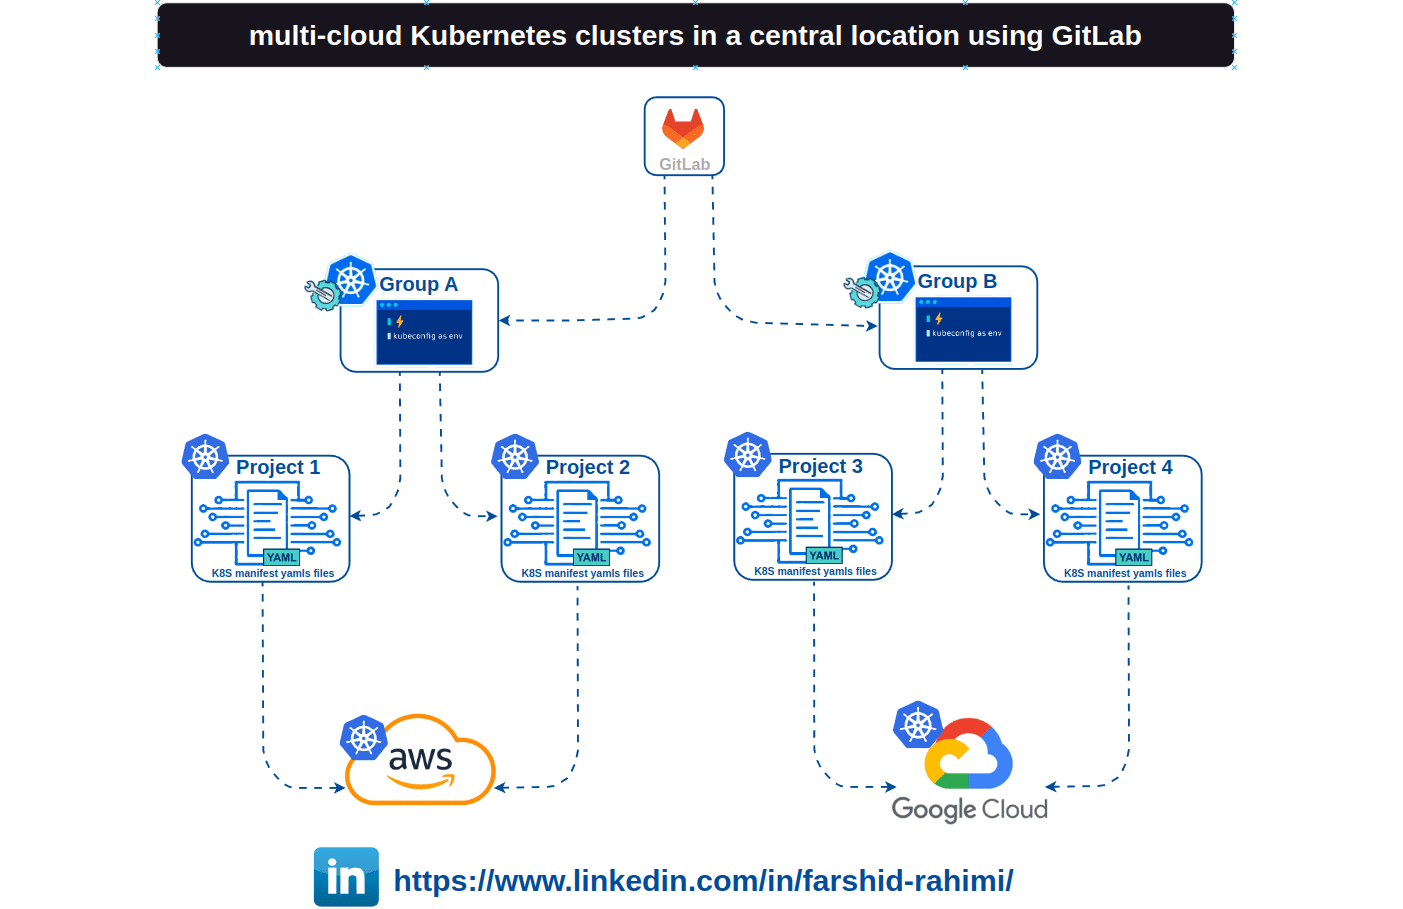 multi-cloud Kubernetes clusters in a central location using GitLab
GitLab
Group A
kubeconfig as env
Group B
kubeconfig as env
Project 1
YAML
K8S manifest yamls files
Project 2
YAML
K8S manifest yamls files
Project 3
YAML
K8S manifest yamls files
Project 4
YAML
K8S manifest yamls files
aws
Google Cloud
in
https://www.linkedin.com/in/farshid-rahimi/